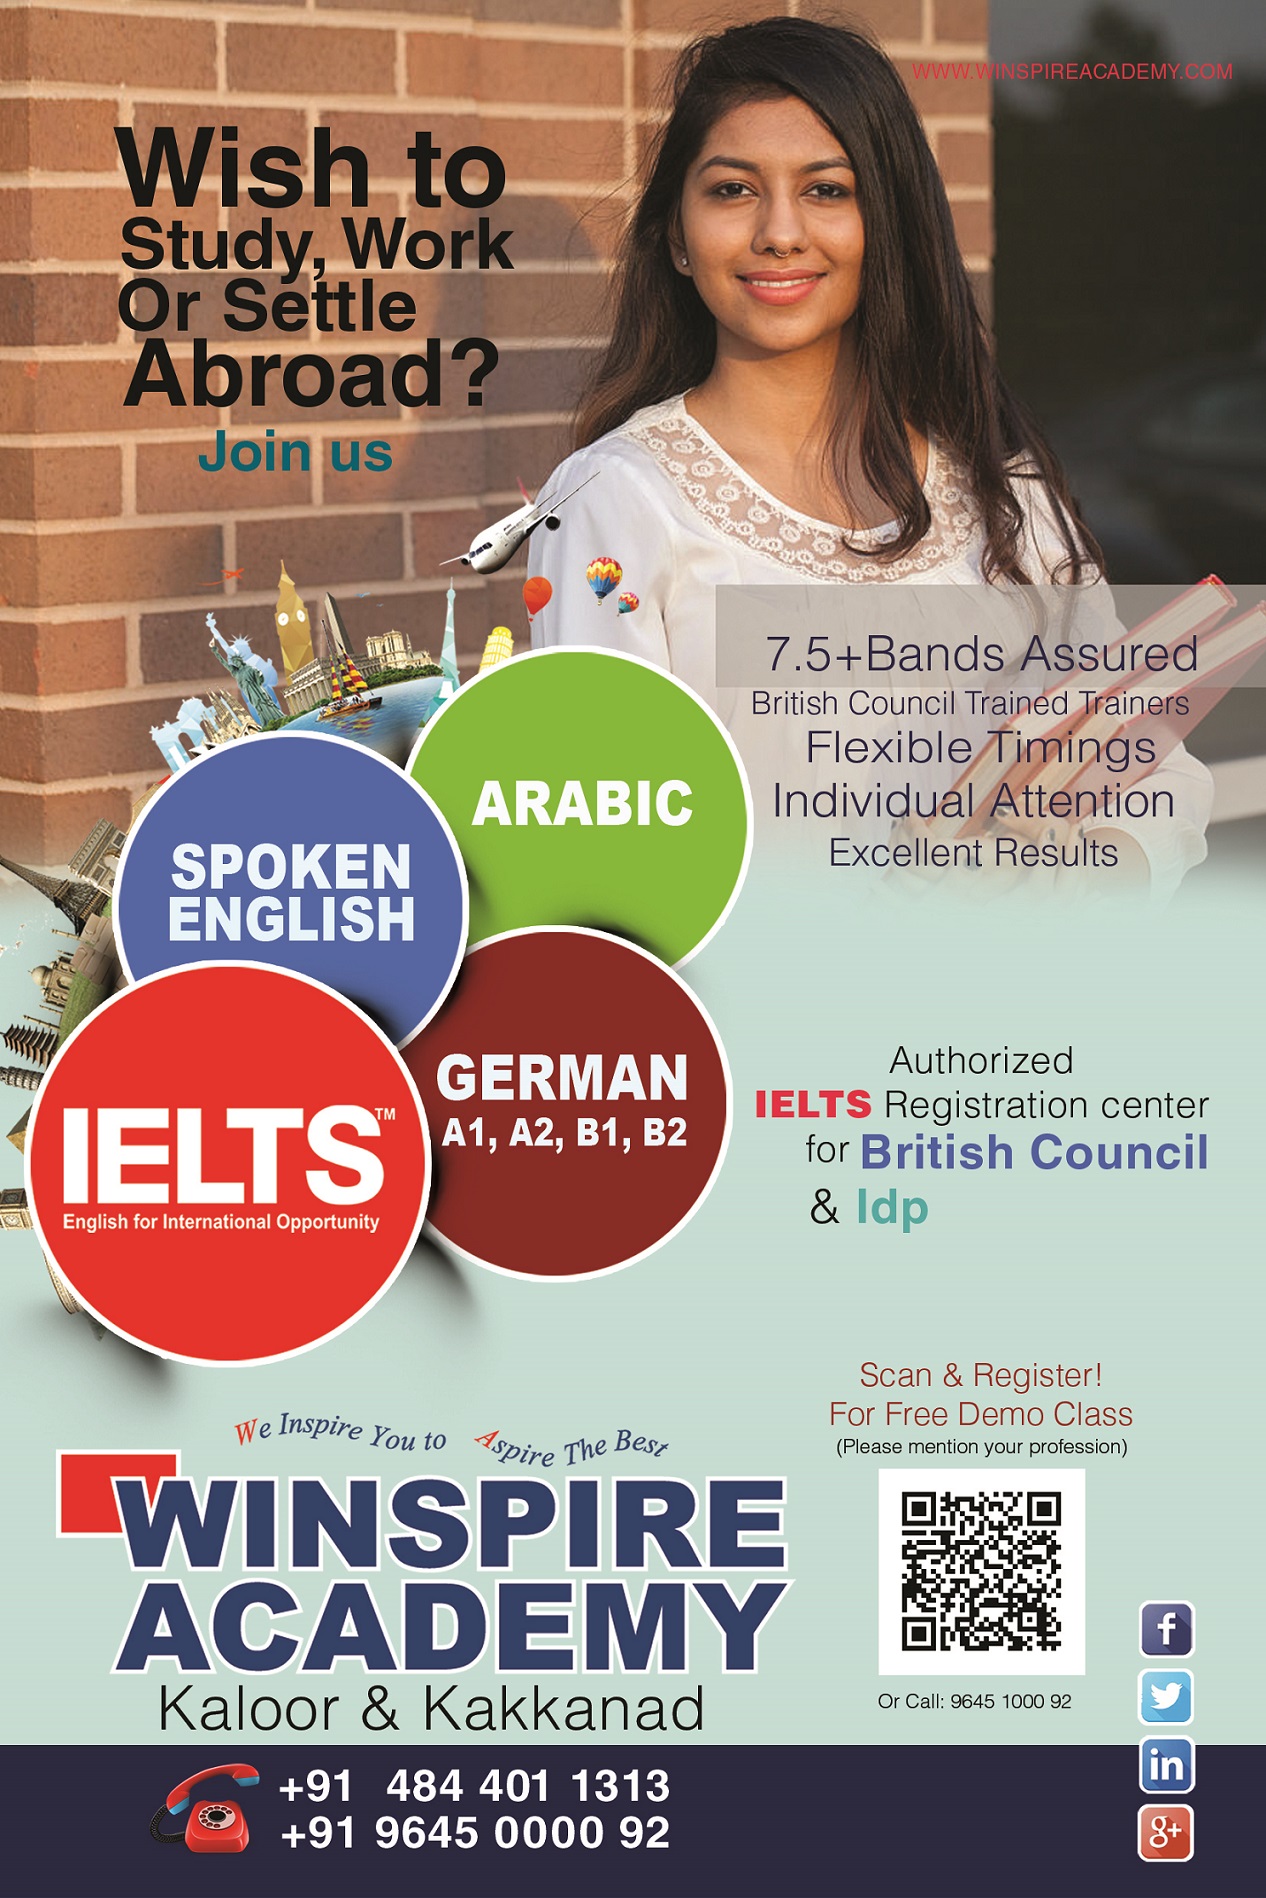 WWW.WINSPIREACADEMY.COM
Wish to
Study, Work
Or Settle
Abroad?
Join us
7.5+Bands Assured
British Council Trained Trainers
Flexible Timings
Individual Attention
Excellent Results
ARABIC
SPOKEN
ENGLISH
GERMAN
A1, A2, B1, B2
IELTS™
English for International Opportunity
Authorized
IELTS Registration center
for British Council
& Idp
Scan & Register!
For Free Demo Class
(Please mention your profession)
Or Call: 9645 1000 92
We Inspire You to Aspire The Best
WINSPIRE
ACADEMY
Kaloor & Kakkanad
+91 484 401 1313
+91 9645 0000 92
f
in
g+